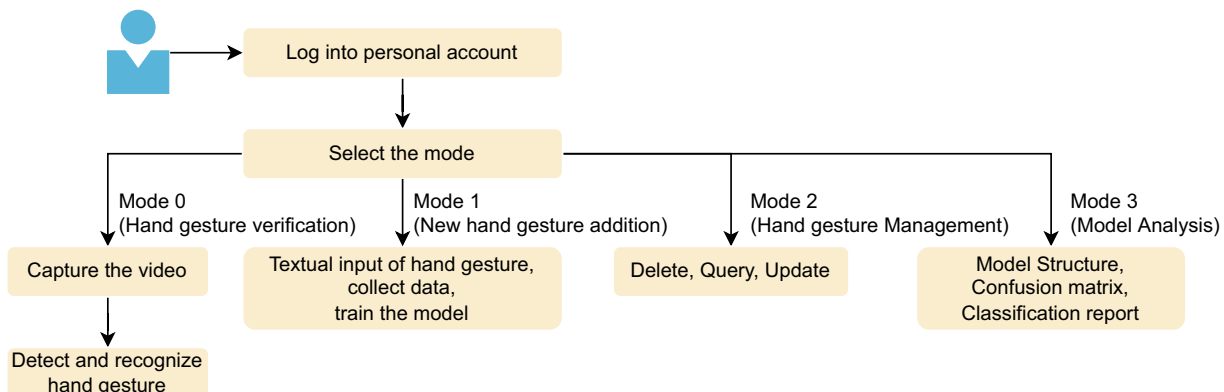 Log into personal account
Select the mode
Mode 0
(Hand gesture verification)
Mode 1
(New hand gesture addition)
Mode 2
(Hand gesture Management)
Mode 3
(Model Analysis)
Capture the video
Textual input of hand gesture,
collect data,
train the model
Delete, Query, Update
Model Structure,
Confusion matrix,
Classification report
Detect and recognize
hand gesture